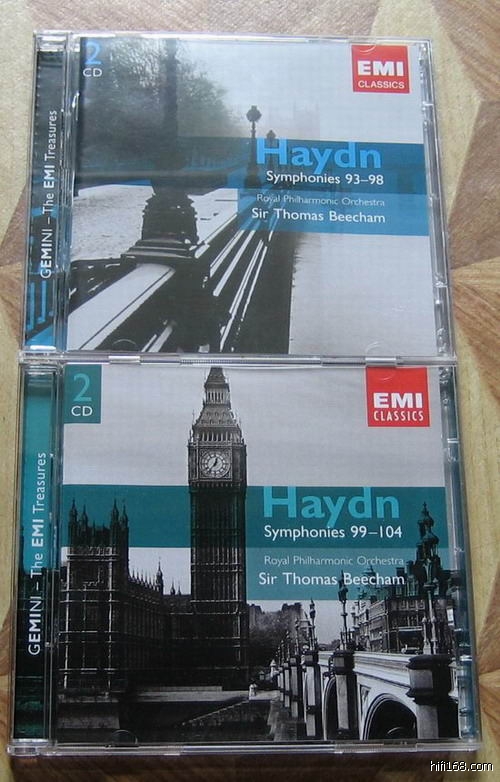 2
CD
EMI
CLASSICS
GEMINI – The EMI Treasures
Haydn
Symphonies 93–98
Royal Philharmonic Orchestra
Sir Thomas Beecham
2
CD
EMI
CLASSICS
GEMINI – The EMI Treasures
Haydn
Symphonies 99–104
Royal Philharmonic Orchestra
Sir Thomas Beecham
hifi168.com